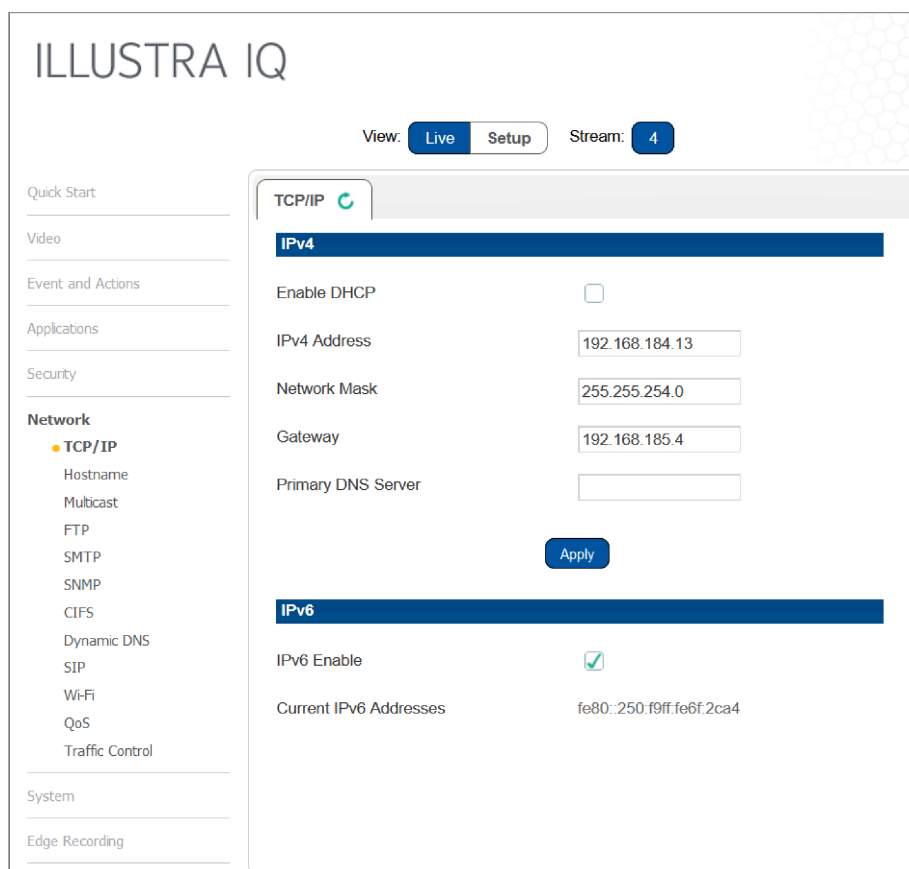 ILLUSTRA IQ
View: Live Setup Stream: 4
Quick Start
Video
Event and Actions
Applications
Security
Network
TCP/IP
Hostname
Multicast
FTP
SMTP
SNMP
CIFS
Dynamic DNS
SIP
Wi-Fi
QoS
Traffic Control
System
Edge Recording
TCP/IP
IPv4
Enable DHCP
IPv4 Address 192.168.184.13
Network Mask 255.255.254.0
Gateway 192.168.185.4
Primary DNS Server
Apply
IPv6
IPv6 Enable
Current IPv6 Addresses fe80::250:f9ff:fe6f:2ca4